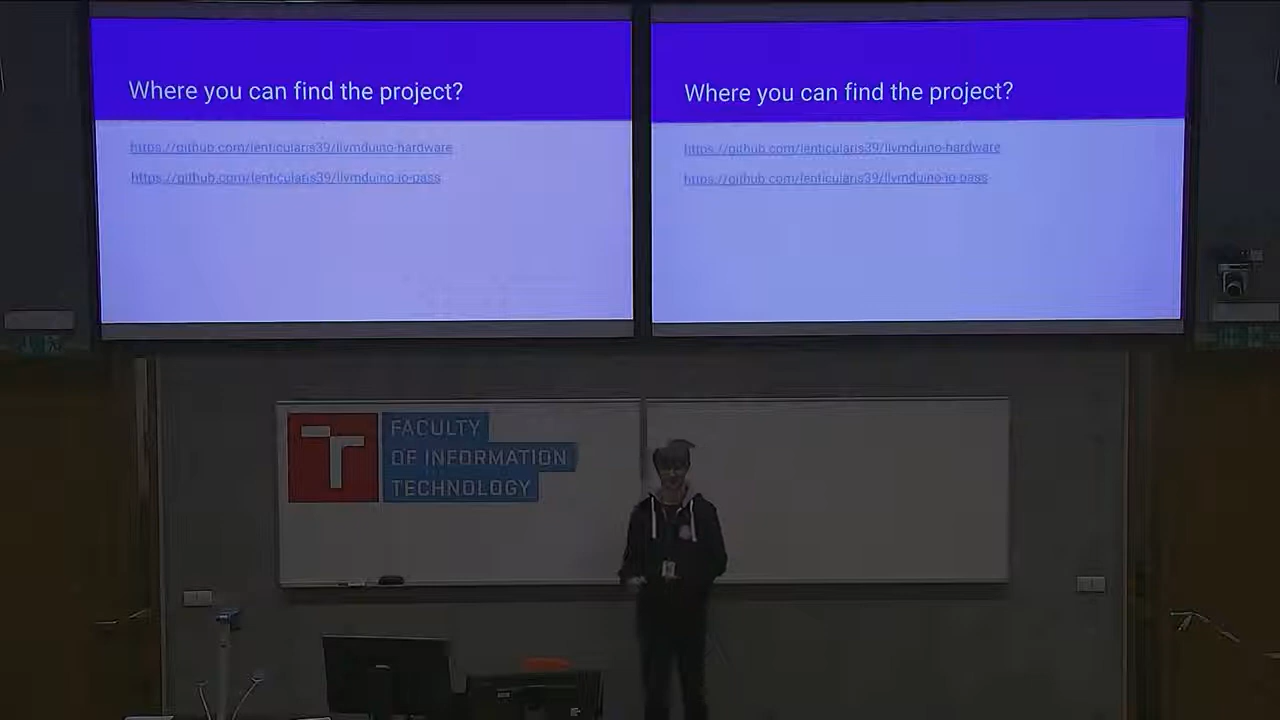 Where you can find the project?
https://github.com/lenticularis39/llvmduino-hardware
https://github.com/lenticularis39/llvmduino-io-pass
Where you can find the project?
https://github.com/lenticularis39/llvmduino-hardware
https://github.com/lenticularis39/llvmduino-io-pass
FACULTY
OF INFORMATION
TECHNOLOGY